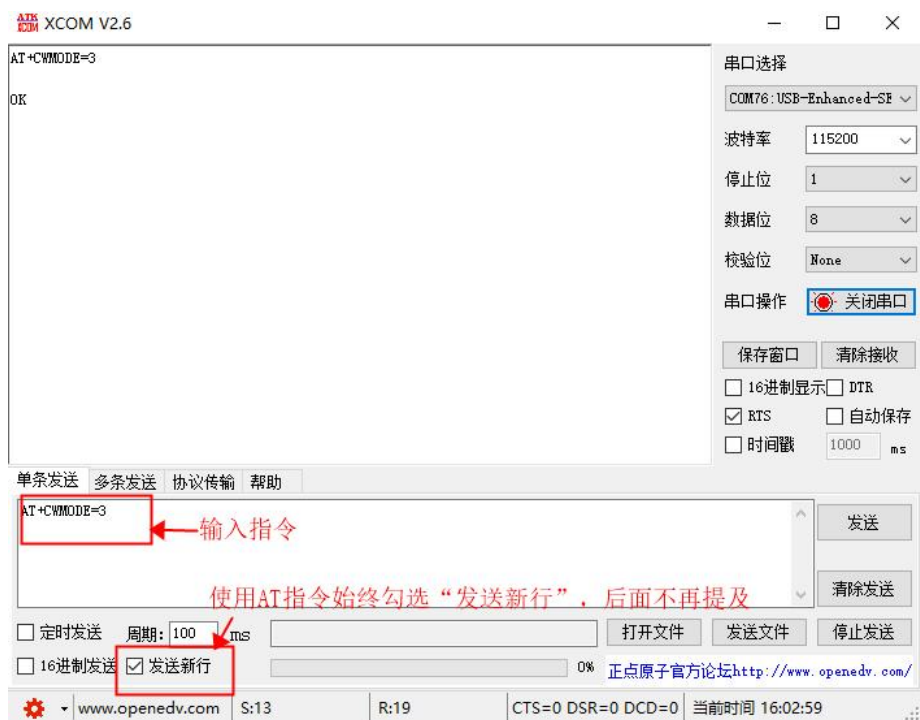 ATK XCOM XCOM V2.6
AT+CWMODE=3
OK
串口选择
COM76:USB-Enhanced-SE
波特率 115200
停止位 1
数据位 8
校验位 None
串口操作 关闭串口
保存窗口 清除接收
16进制显示 DTR
RTS 自动保存
时间戳 1000 ms
单条发送 多条发送 协议传输 帮助
AT+CWMODE=3
输入指令
发送
使用AT指令始终勾选“发送新行”，后面不再提及
清除发送
定时发送 周期: 100 ms 打开文件 发送文件 停止发送
16进制发送 发送新行 0% 正点原子官方论坛http://www.openedv.com/
www.openedv.com S:13 R:19 CTS=0 DSR=0 DCD=0 当前时间 16:02:59